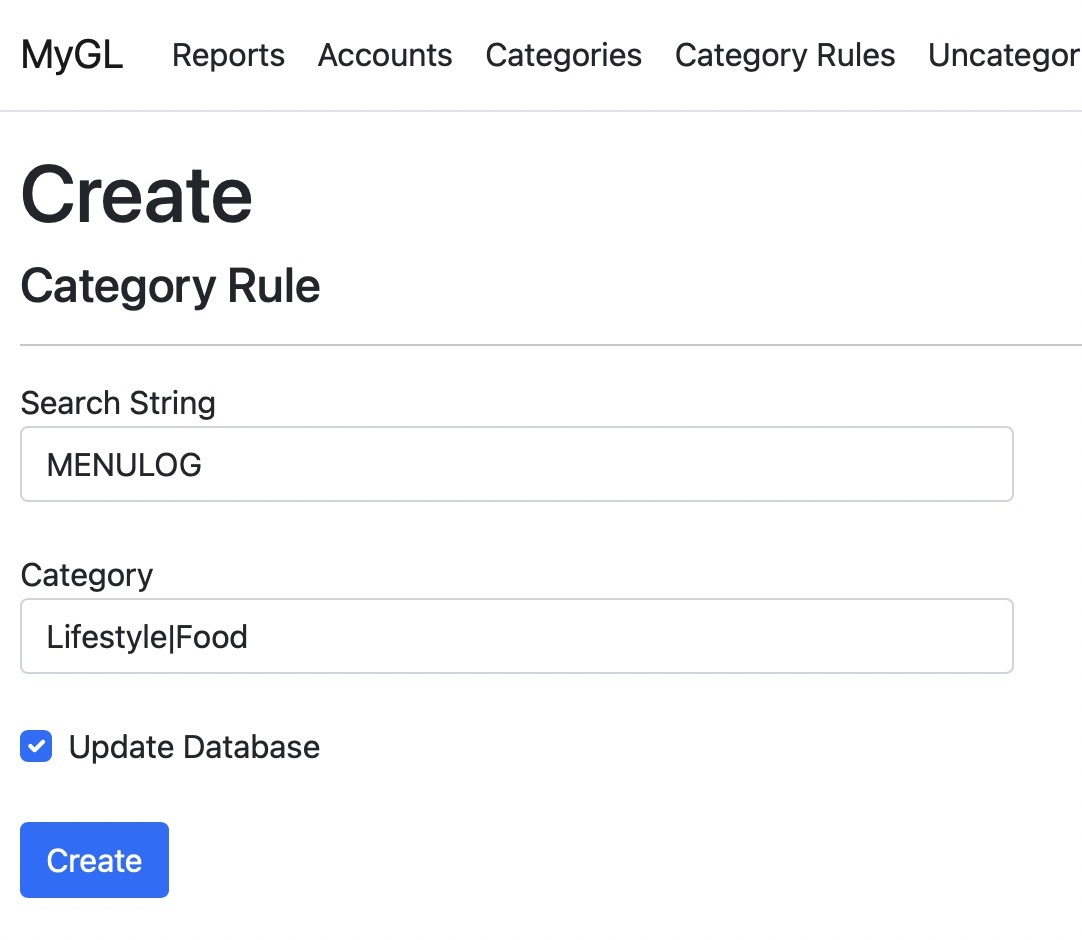 MyGL Reports Accounts Categories Category Rules Uncategor
Create
Category Rule
Search String
MENULOG
Category
Lifestyle|Food
Update Database
Create